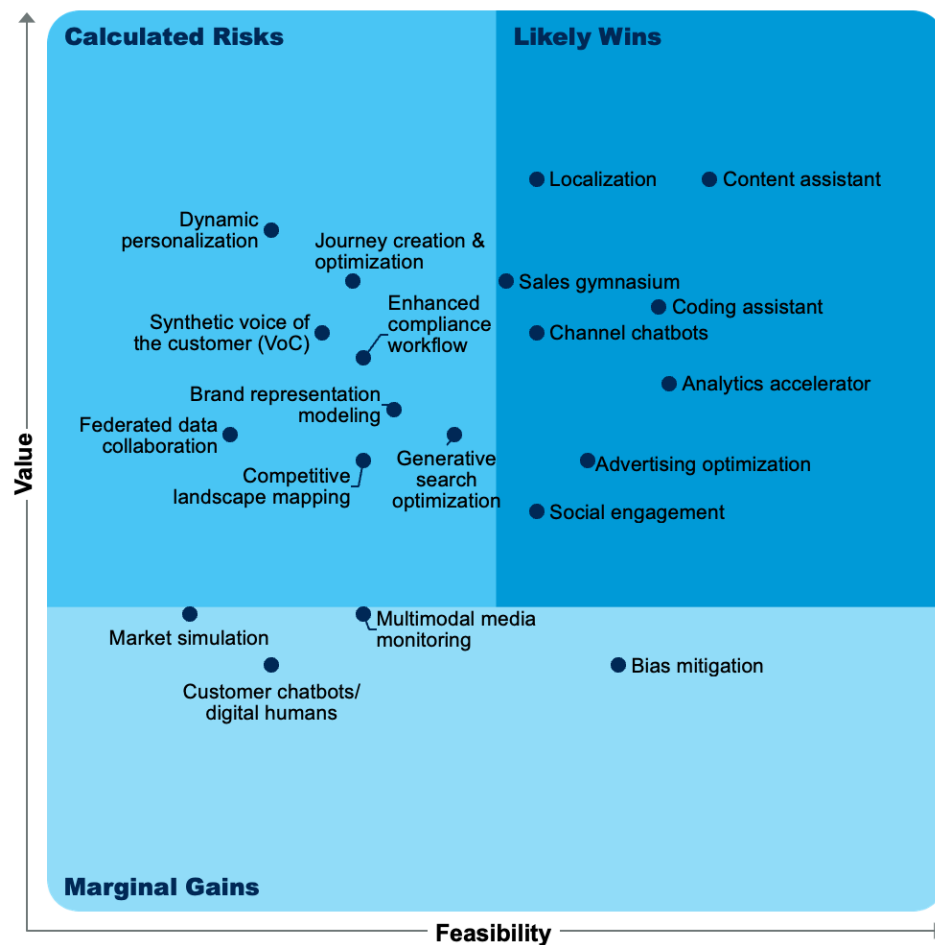 Calculated Risks
Likely Wins
Localization
Content assistant
Dynamic
personalization
Journey creation &
optimization
Sales gymnasium
Coding assistant
Enhanced
compliance
workflow
Synthetic voice of
the customer (VoC)
Channel chatbots
Analytics accelerator
Brand representation
modeling
Federated data
collaboration
Generative
search
optimization
Competitive
landscape mapping
Advertising optimization
Social engagement
Value
Market simulation
Multimodal media
monitoring
Customer chatbots/
digital humans
Bias mitigation
Marginal Gains
Feasibility